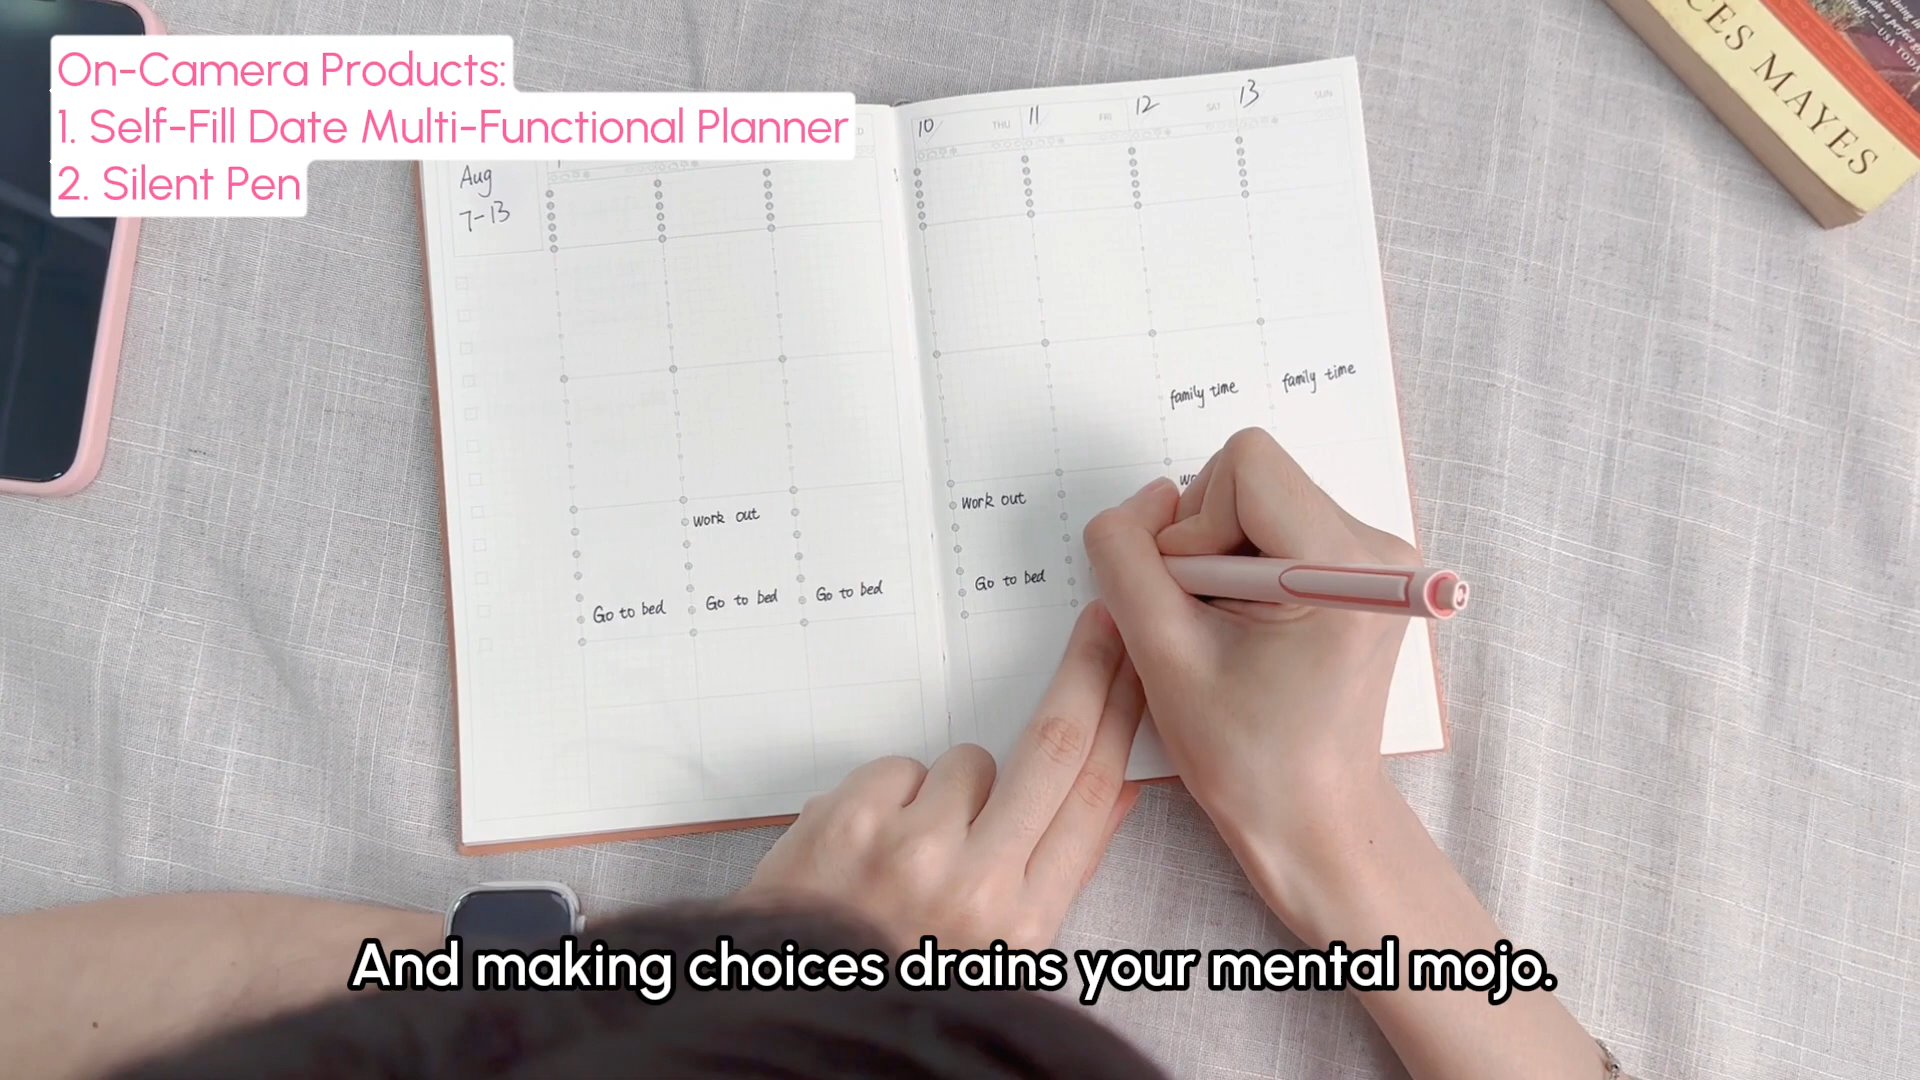 On-Camera Products:
1. Self-Fill Date Multi-Functional Planner
2. Silent Pen
CES MAYES
USA TODA
Aug
7-13
10 THU 11 FRI 12 SAT 13 SUN
family time family time
work out work out
Go to bed Go to bed Go to bed Go to bed
And making choices drains your mental mojo.